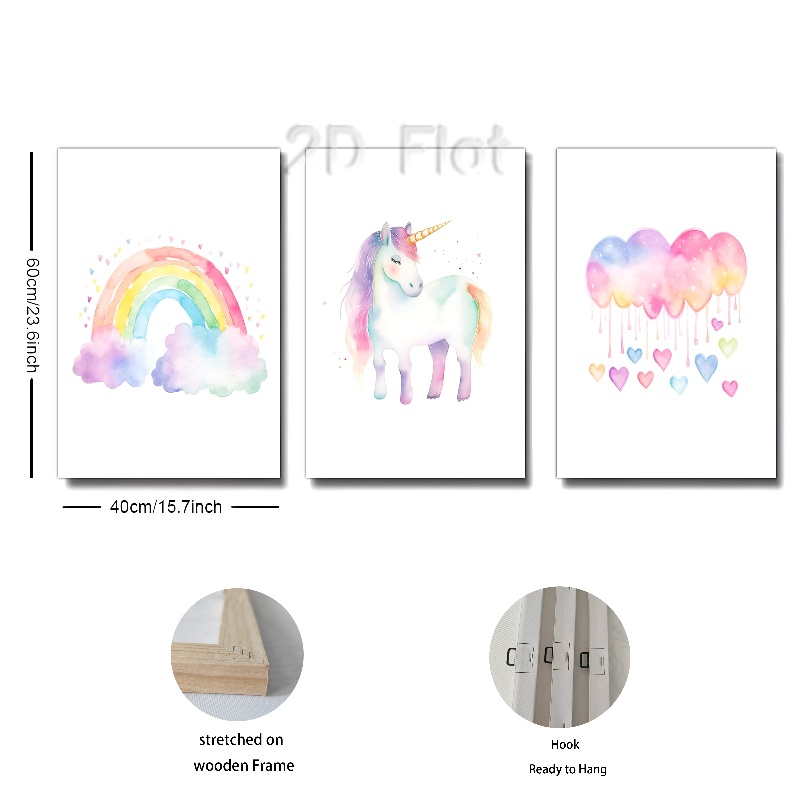 2D Flat
60cm/23.6inch
40cm/15.7inch
stretched on
wooden Frame
Hook
Ready to Hang